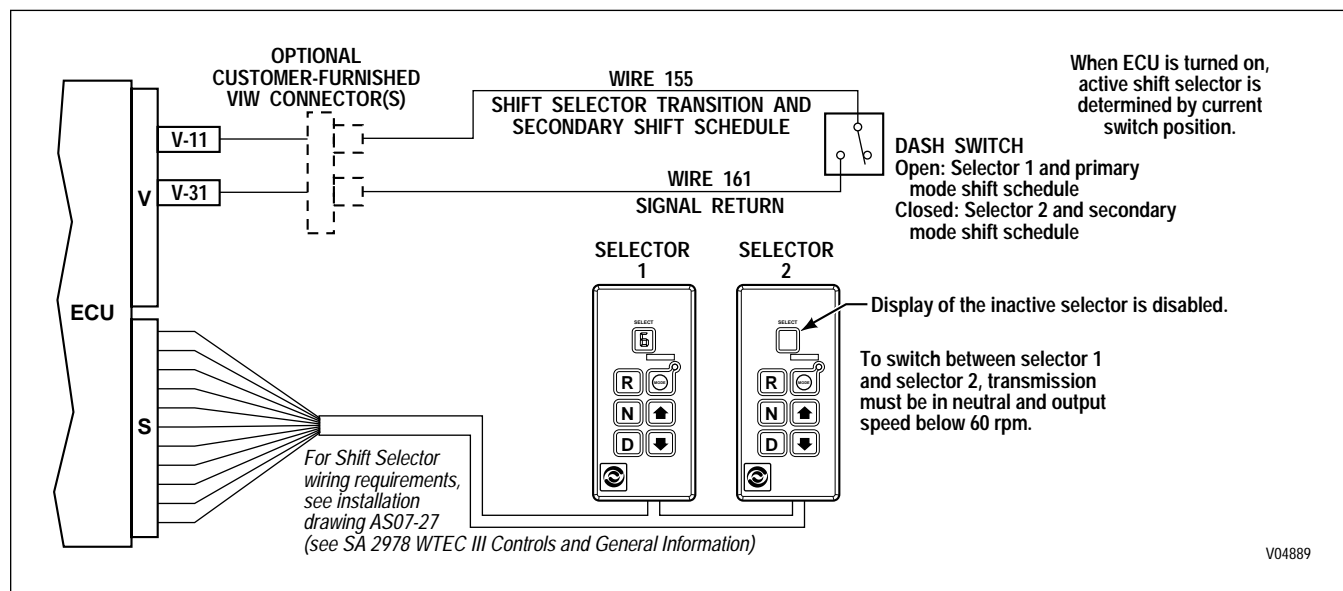 OPTIONAL
CUSTOMER-FURNISHED
VIW CONNECTOR(S)
WIRE 155
SHIFT SELECTOR TRANSITION AND
SECONDARY SHIFT SCHEDULE
When ECU is turned on,
active shift selector is
determined by current
switch position.
V-11
V-31
V
WIRE 161
SIGNAL RETURN
DASH SWITCH
Open: Selector 1 and primary
mode shift schedule
Closed: Selector 2 and secondary
mode shift schedule
ECU
S
SELECTOR
1
SELECT
6
R
MODE
N
D
SELECTOR
2
SELECT
R
MODE
N
D
Display of the inactive selector is disabled.
To switch between selector 1
and selector 2, transmission
must be in neutral and output
speed below 60 rpm.
For Shift Selector
wiring requirements,
see installation
drawing AS07-27
(see SA 2978 WTEC III Controls and General Information)
V04889